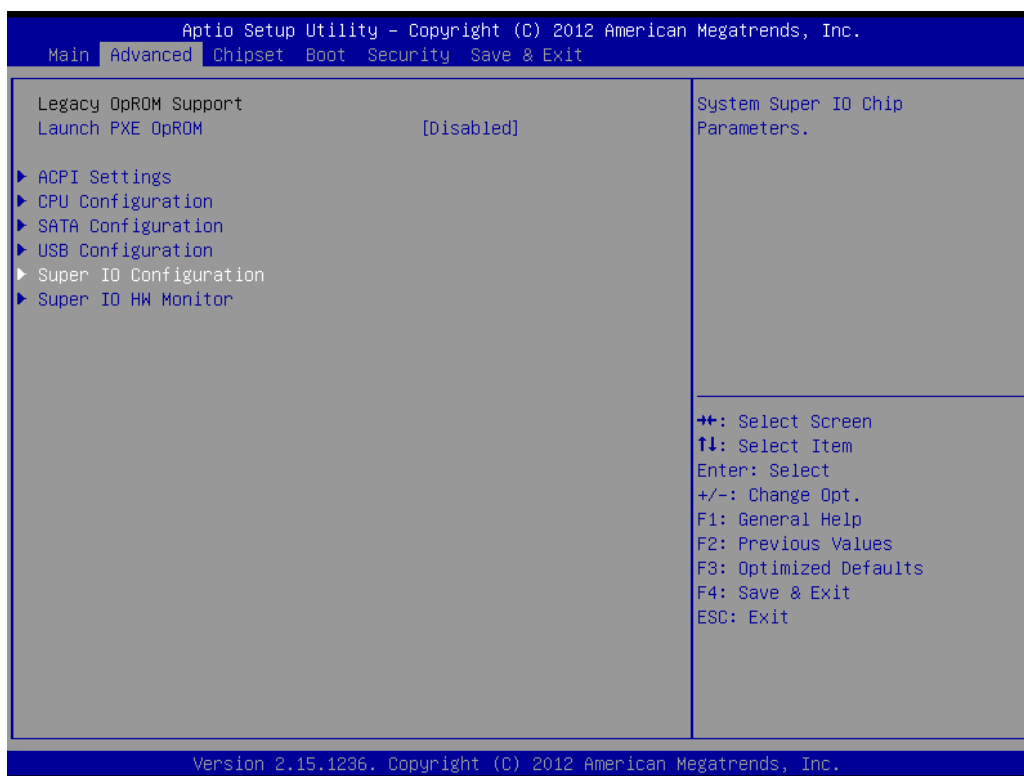 Aptio Setup Utility – Copyright (C) 2012 American Megatrends, Inc.
Main Advanced Chipset Boot Security Save & Exit
Legacy OpROM Support
Launch PXE OpROM [Disabled]
ACPI Settings
CPU Configuration
SATA Configuration
USB Configuration
Super IO Configuration
Super IO HW Monitor
System Super IO Chip
Parameters.
→←: Select Screen
↑↓: Select Item
Enter: Select
+/-: Change Opt.
F1: General Help
F2: Previous Values
F3: Optimized Defaults
F4: Save & Exit
ESC: Exit
Version 2.15.1236. Copyright (C) 2012 American Megatrends, Inc.